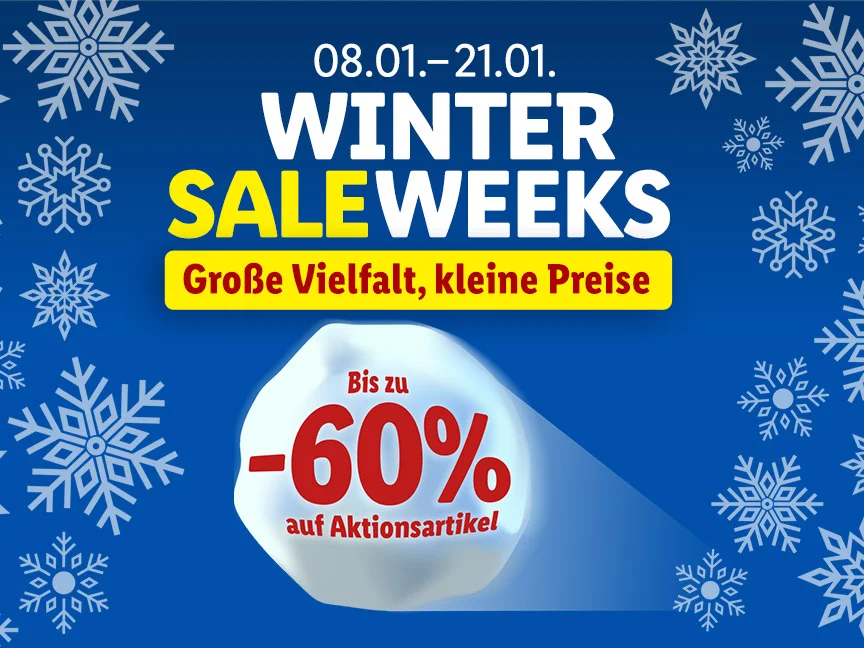 08.01.–21.01.
WINTER
SALEWEEKS
Große Vielfalt, kleine Preise
Bis zu
-60%
auf Aktionsartikel